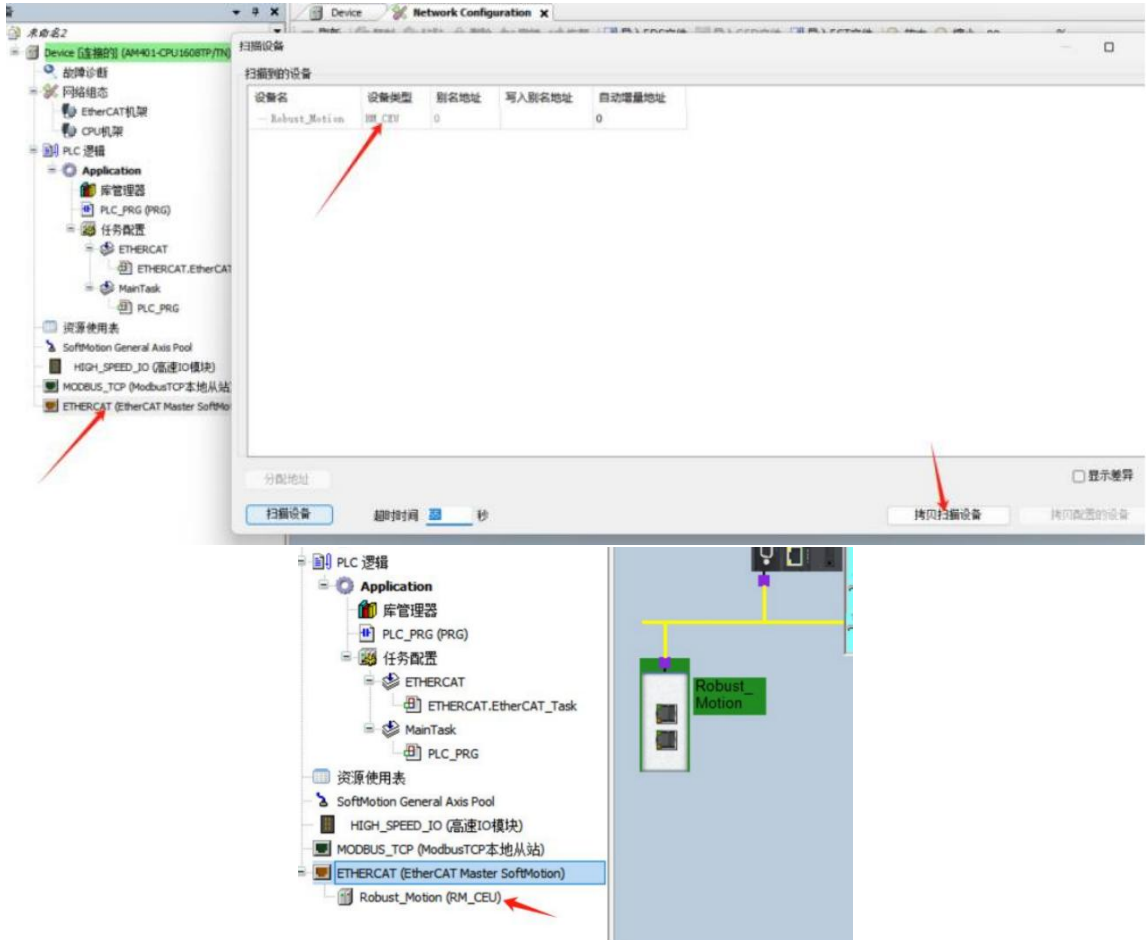 Device
Network Configuration
未命名2
Device [连接的] (AM401-CPU1608TP/TN)
故障诊断
网络组态
EtherCAT机架
CPU机架
PLC 逻辑
Application
库管理器
PLC_PRG (PRG)
任务配置
ETHERCAT
ETHERCAT.EtherCAT
MainTask
PLC_PRG
资源使用表
SoftMotion General Axis Pool
HIGH_SPEED_IO (高速IO模块)
MODBUS_TCP (ModbusTCP本地从站
ETHERCAT (EtherCAT Master SoftMo
扫描设备
扫描到的设备
设备名 设备类型 别名地址 写入别名地址 自动增量地址
Robust_Motion RM_CEU 0 0
分配地址
显示差异
扫描设备 超时时间 秒 拷贝扫描设备 拷贝配置的设备
PLC 逻辑
Application
库管理器
PLC_PRG (PRG)
任务配置
ETHERCAT
ETHERCAT.EtherCAT_Task
MainTask
PLC_PRG
资源使用表
SoftMotion General Axis Pool
HIGH_SPEED_IO (高速IO模块)
MODBUS_TCP (ModbusTCP本地从站)
ETHERCAT (EtherCAT Master SoftMotion)
Robust_Motion (RM_CEU)
Robust_
Motion